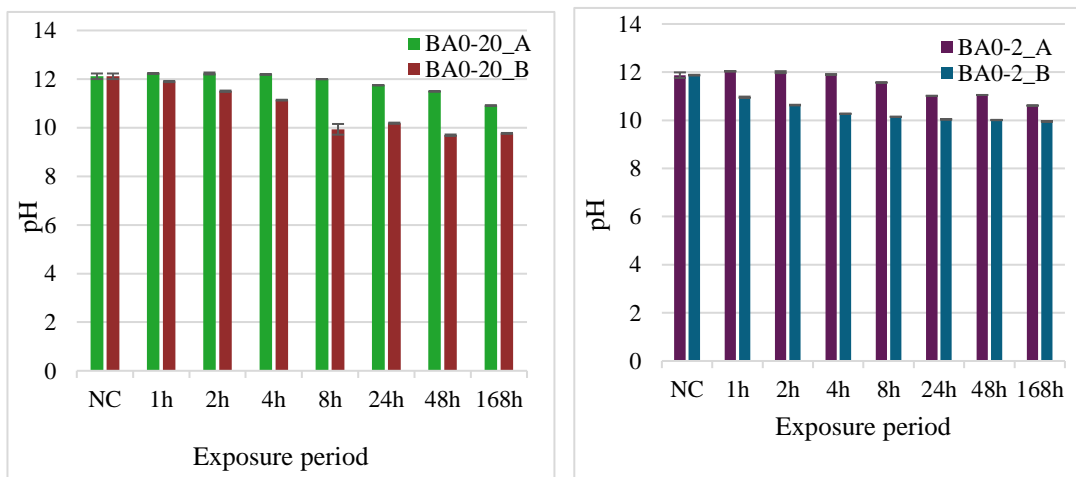 14
12
10
8
6
4
2
0
pH
BA0-20_A
BA0-20_B
NC 1h 2h 4h 8h 24h 48h 168h
Exposure period
14
12
10
8
6
4
2
0
pH
BA0-2_A
BA0-2_B
NC 1h 2h 4h 8h 24h 48h 168h
Exposure period